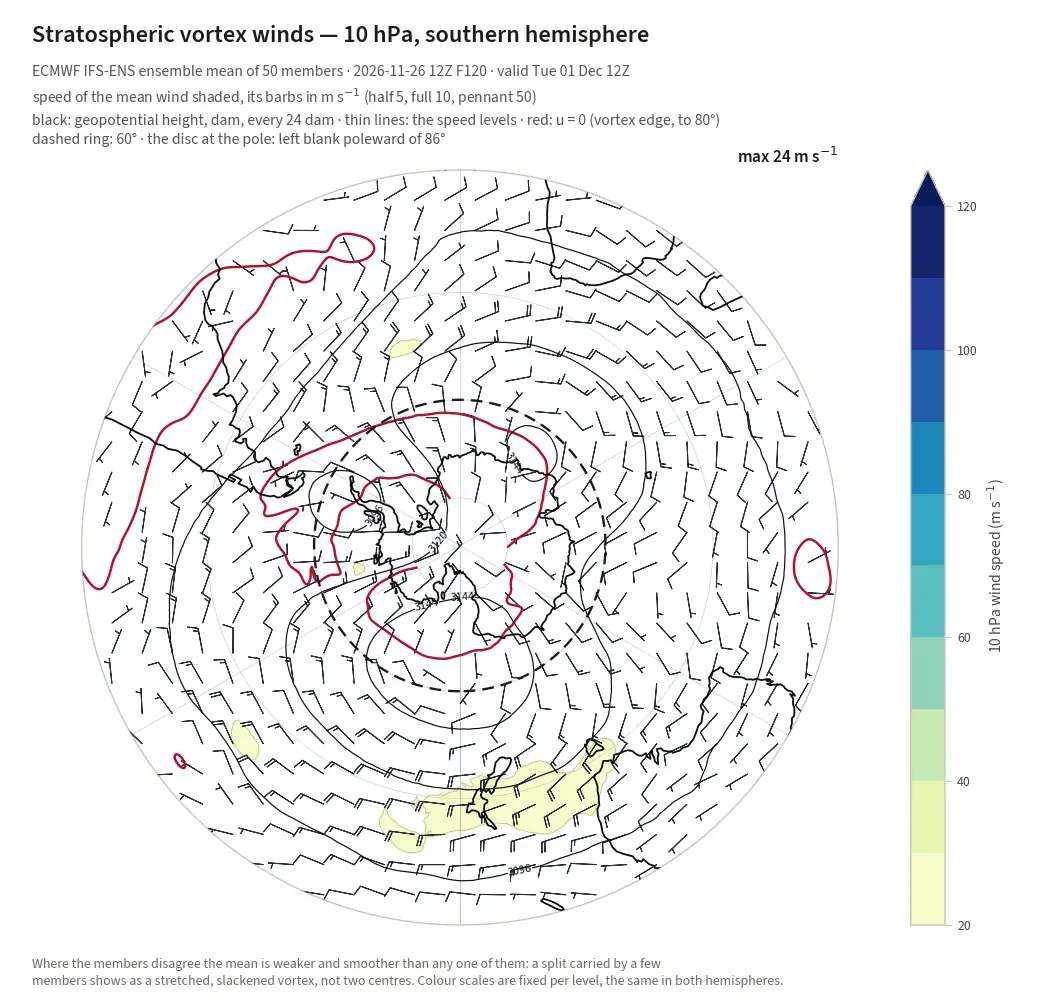 Stratospheric vortex winds — 10 hPa, southern hemisphere
ECMWF IFS-ENS ensemble mean of 50 members · 2026-11-26 12Z F120 · valid Tue 01 Dec 12Z
speed of the mean wind shaded, its barbs in m s⁻¹ (half 5, full 10, pennant 50)
black: geopotential height, dam, every 24 dam · thin lines: the speed levels · red: u = 0 (vortex edge, to 80°)
dashed ring: 60° · the disc at the pole: left blank poleward of 86°
max 24 m s⁻¹
120
100
80
60
40
20
10 hPa wind speed (m s⁻¹)
3120
3144
3096
Where the members disagree the mean is weaker and smoother than any one of them: a split carried by a few
members shows as a stretched, slackened vortex, not two centres. Colour scales are fixed per level, the same in both hemispheres.